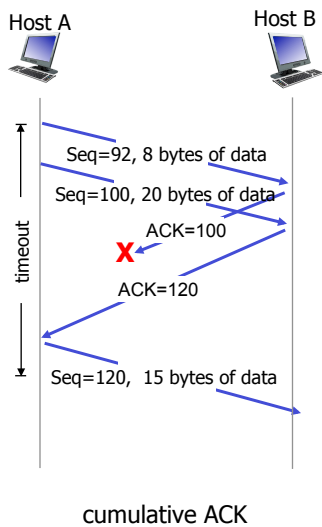 Host A
Host B
Seq=92, 8 bytes of data
Seq=100, 20 bytes of data
ACK=100
X
timeout
ACK=120
Seq=120, 15 bytes of data
cumulative ACK